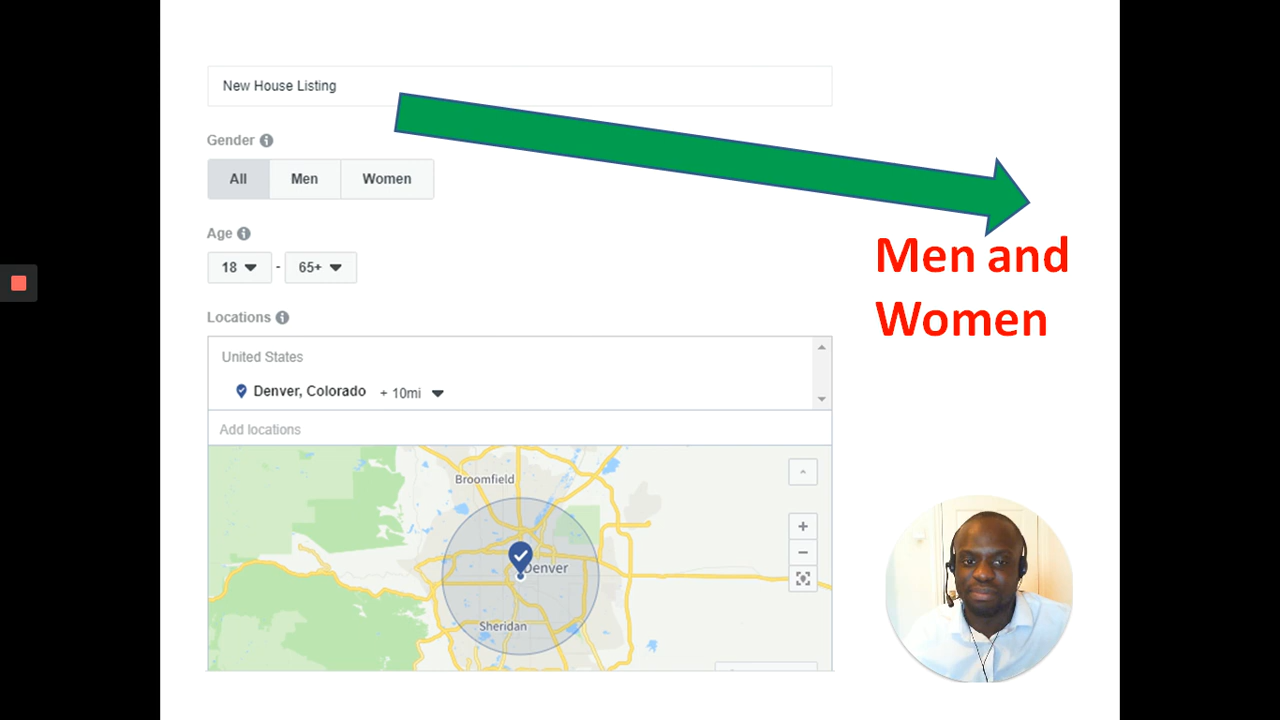 New House Listing
Gender
All Men Women
Age
18 - 65+
Locations
United States
Denver, Colorado + 10mi
Add locations
Broomfield
Denver
Sheridan
Men and
Women